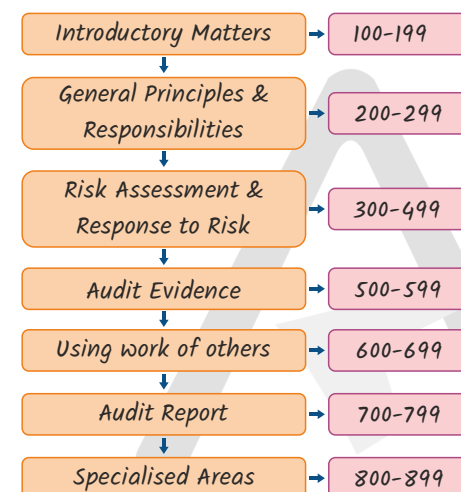 Introductory Matters
100-199
General Principles &
Responsibilities
200-299
Risk Assessment &
Response to Risk
300-499
Audit Evidence
500-599
Using work of others
600-699
Audit Report
700-799
Specialised Areas
800-899